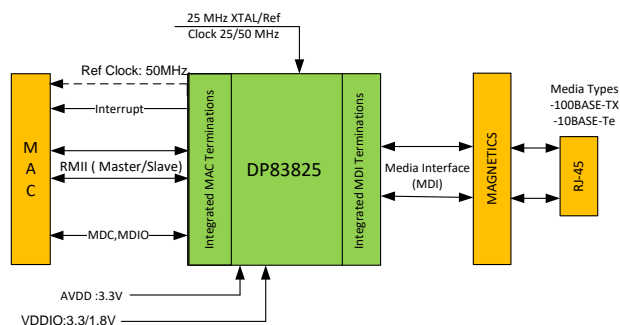 25 MHz XTAL/Ref
Clock 25/50 MHz
Ref Clock: 50MHz
Interrupt
RMII ( Master/Slave)
MDC,MDIO
M
A
C
Integrated MAC Terminations
DP83825
Integrated MDI Terminations
Media Interface
(MDI)
MAGNETICS
Media Types
-100BASE-TX
-10BASE-Te
RJ-45
AVDD :3.3V
VDDIO:3.3/1.8V